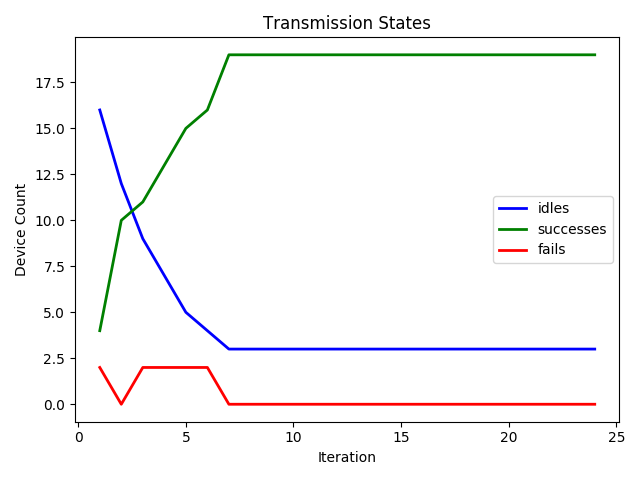 Transmission States
17.5
15.0
12.5
10.0
7.5
5.0
2.5
0.0
Device Count
idles
successes
fails
0 5 10 15 20 25
Iteration